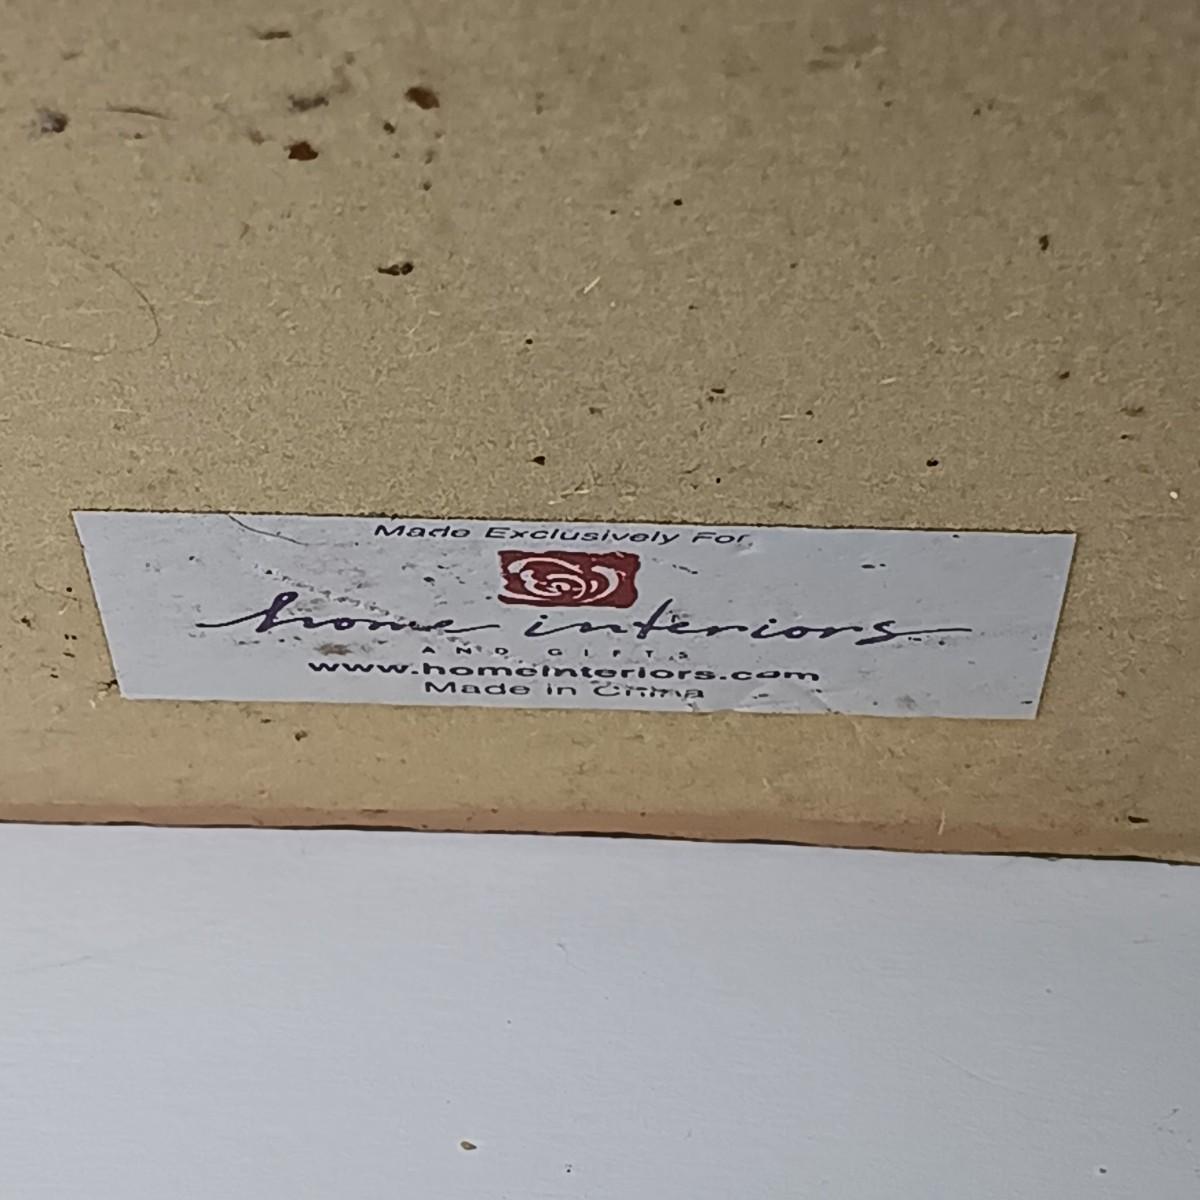 Made Exclusively For
home interiors
AND GIFTS
www.homeinteriors.com
Made in China